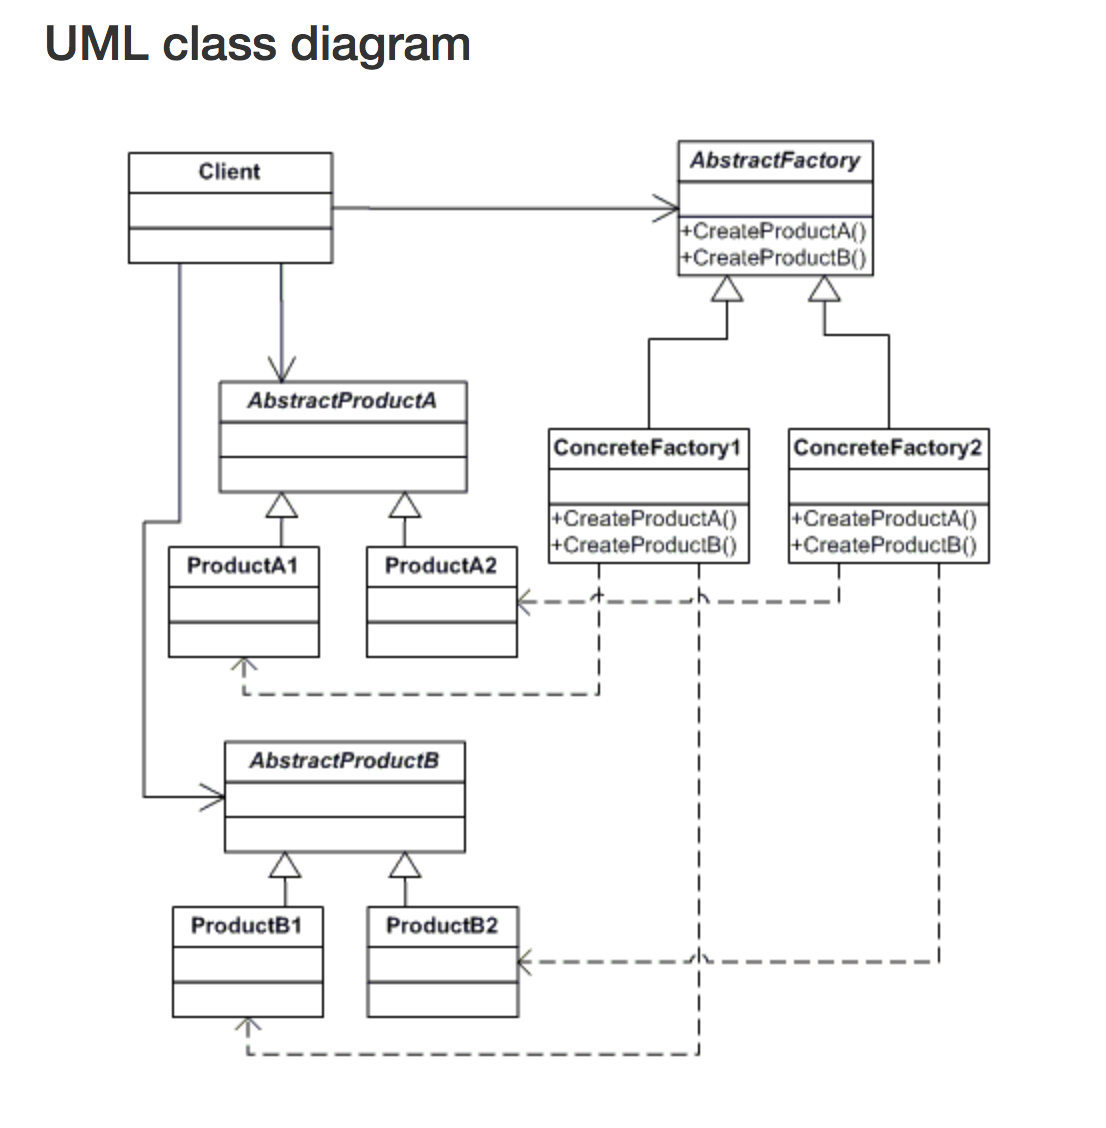 UML class diagram
Client
AbstractFactory
+CreateProductA()
+CreateProductB()
AbstractProductA
ConcreteFactory1
+CreateProductA()
+CreateProductB()
ConcreteFactory2
+CreateProductA()
+CreateProductB()
ProductA1
ProductA2
AbstractProductB
ProductB1
ProductB2